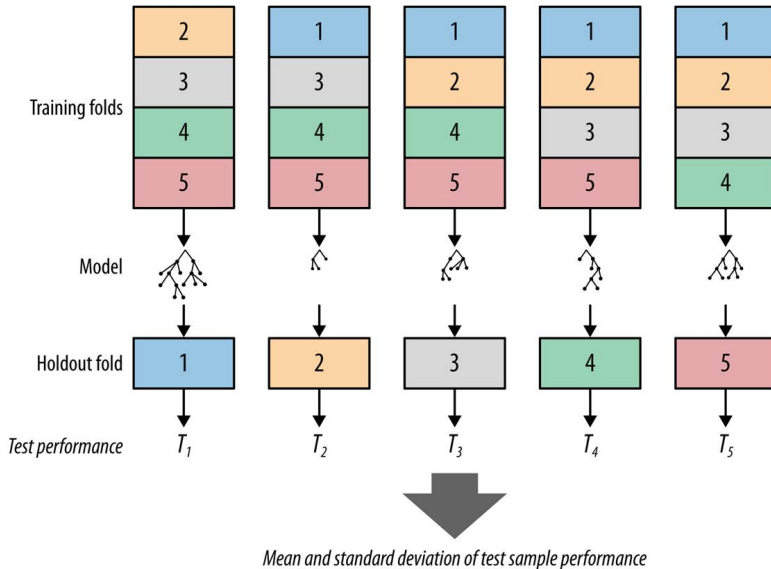 2 1 1 1 1
3 3 2 2 2
Training folds
4 4 4 3 3
5 5 5 5 4
Model
Holdout fold 1 2 3 4 5
Test performance T1 T2 T3 T4 T5
Mean and standard deviation of test sample performance